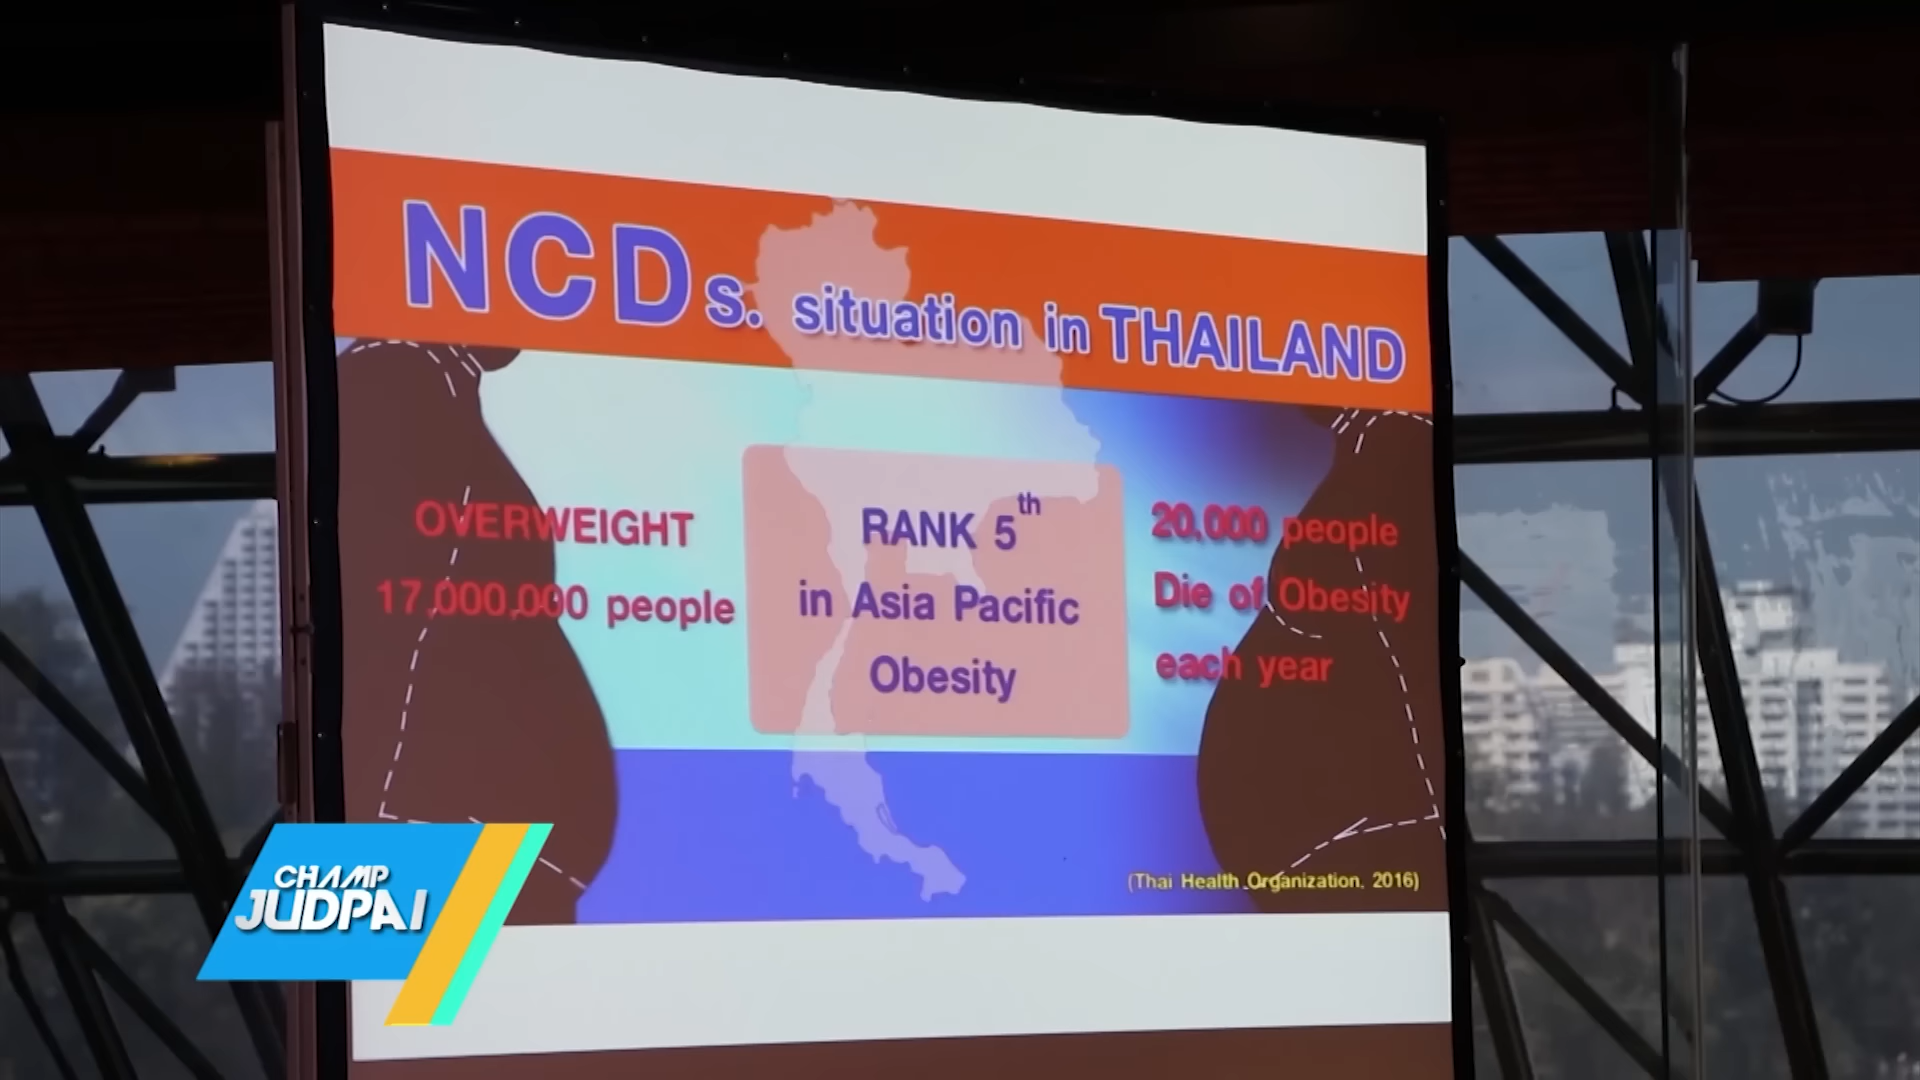 NCDs. situation in THAILAND
OVERWEIGHT
17,000,000 people
RANK 5th
in Asia Pacific
Obesity
20.000 people
Die of Obesity
each year
(Thai Health Organization. 2016)
CHAMP
JUDPAI